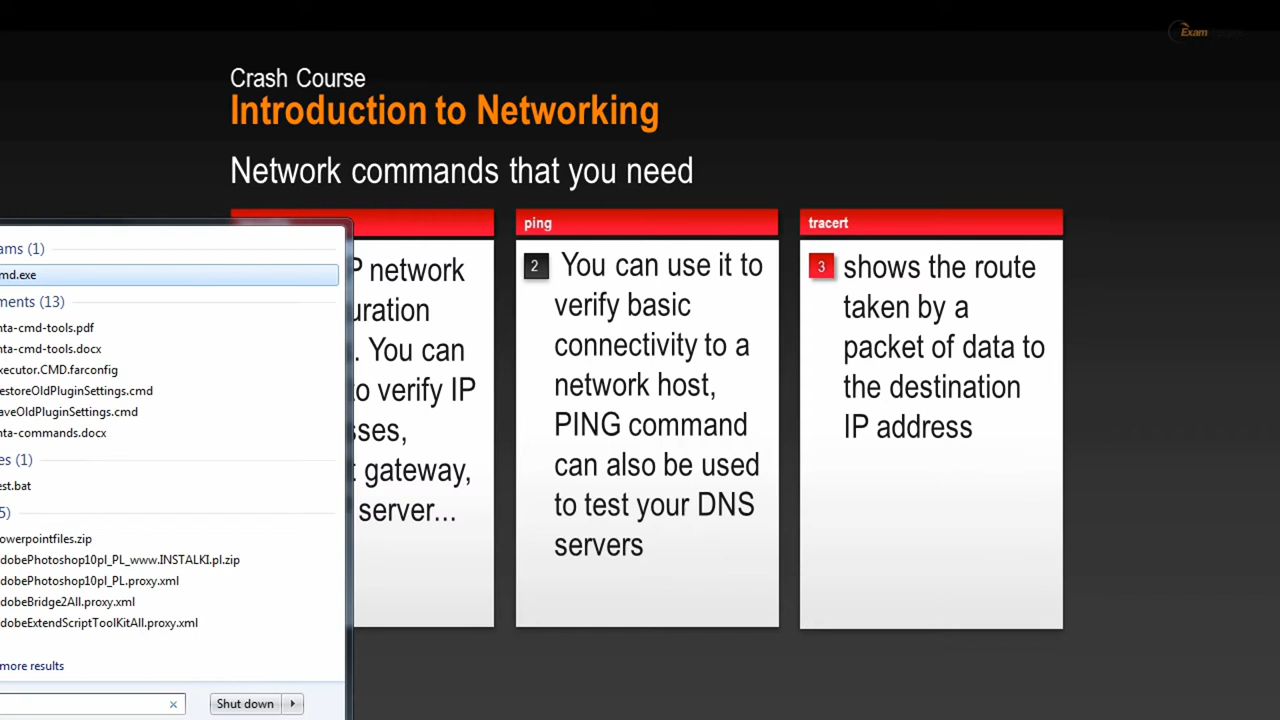 Exam
Crash Course
Introduction to Networking
Network commands that you need
P network
uration
. You can
to verify IP
sses,
t gateway,
server...
ping
2
You can use it to
verify basic
connectivity to a
network host,
PING command
can also be used
to test your DNS
servers
tracert
3
shows the route
taken by a
packet of data to
the destination
IP address
ams (1)
md.exe
ments (13)
nta-cmd-tools.pdf
nta-cmd-tools.docx
xecutor.CMD.farconfig
estoreOldPluginSettings.cmd
aveOldPluginSettings.cmd
nta-commands.docx
es (1)
est.bat
5)
owerpointfiles.zip
dobePhotoshop10pl_PL_www.INSTALKI.pl.zip
dobePhotoshop10pl_PL.proxy.xml
dobeBridge2All.proxy.xml
dobeExtendScriptToolKitAll.proxy.xml
more results
Shut down